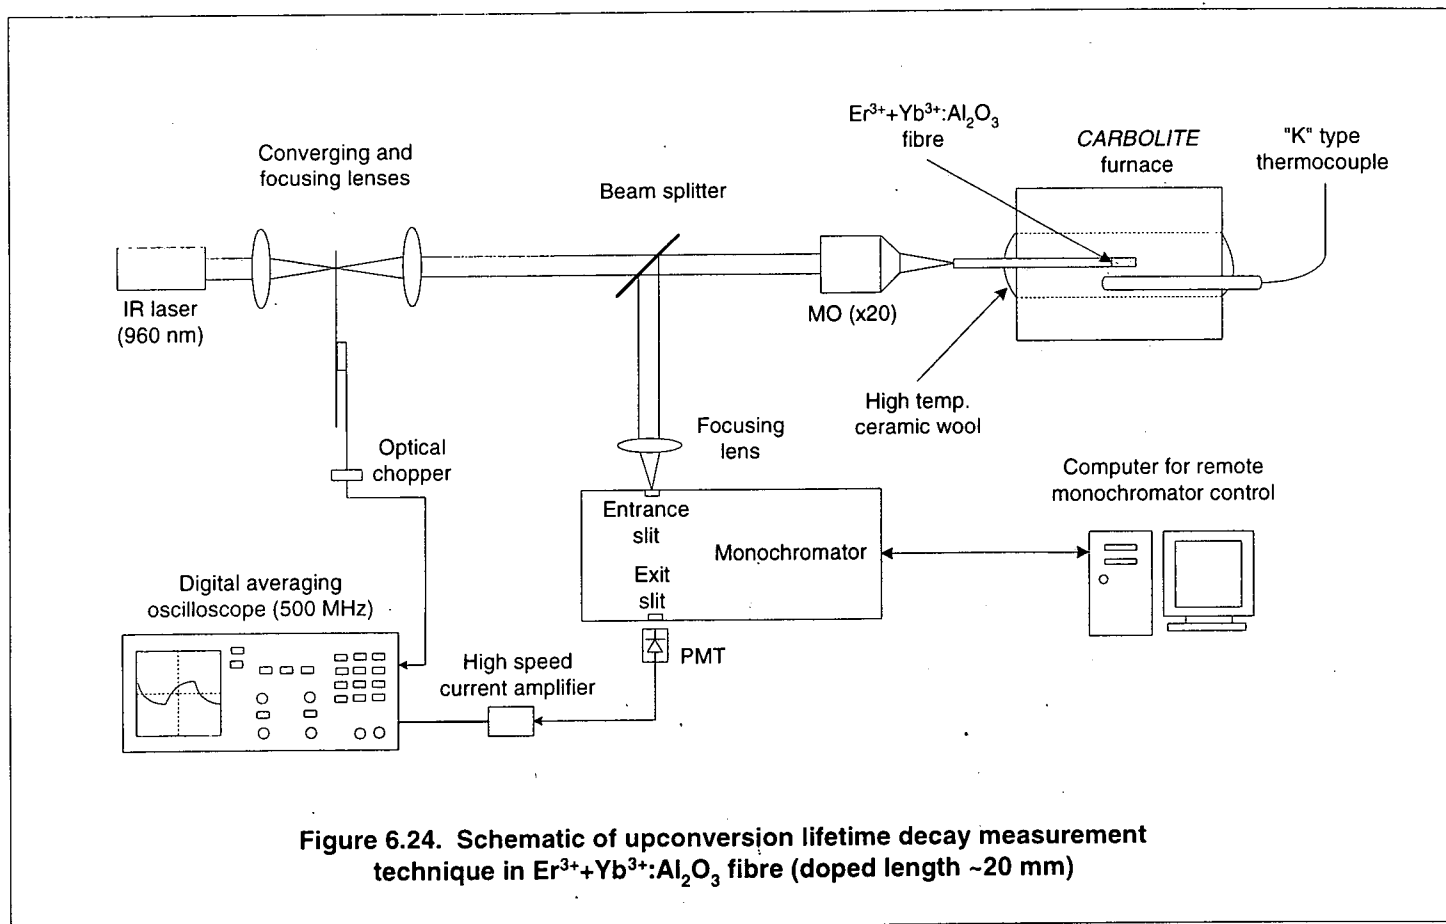 Er³⁺+Yb³⁺:Al₂O₃
fibre
CARBOLITE
furnace
"K" type
thermocouple
Converging and
focusing lenses
Beam splitter
IR laser
(960 nm)
MO (x20)
High temp.
ceramic wool
Focusing
lens
Optical
chopper
Computer for remote
monochromator control
Entrance
slit
Monochromator
Exit
slit
Digital averaging
oscilloscope (500 MHz)
High speed
current amplifier
PMT
Figure 6.24. Schematic of upconversion lifetime decay measurement
technique in Er³⁺+Yb³⁺:Al₂O₃ fibre (doped length ~20 mm)